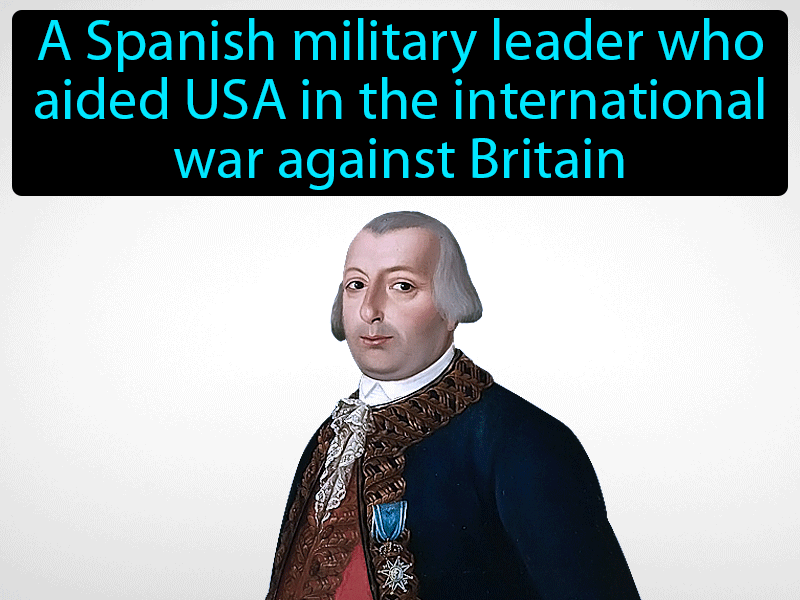 A Spanish military leader who
aided USA in the international
war against Britain